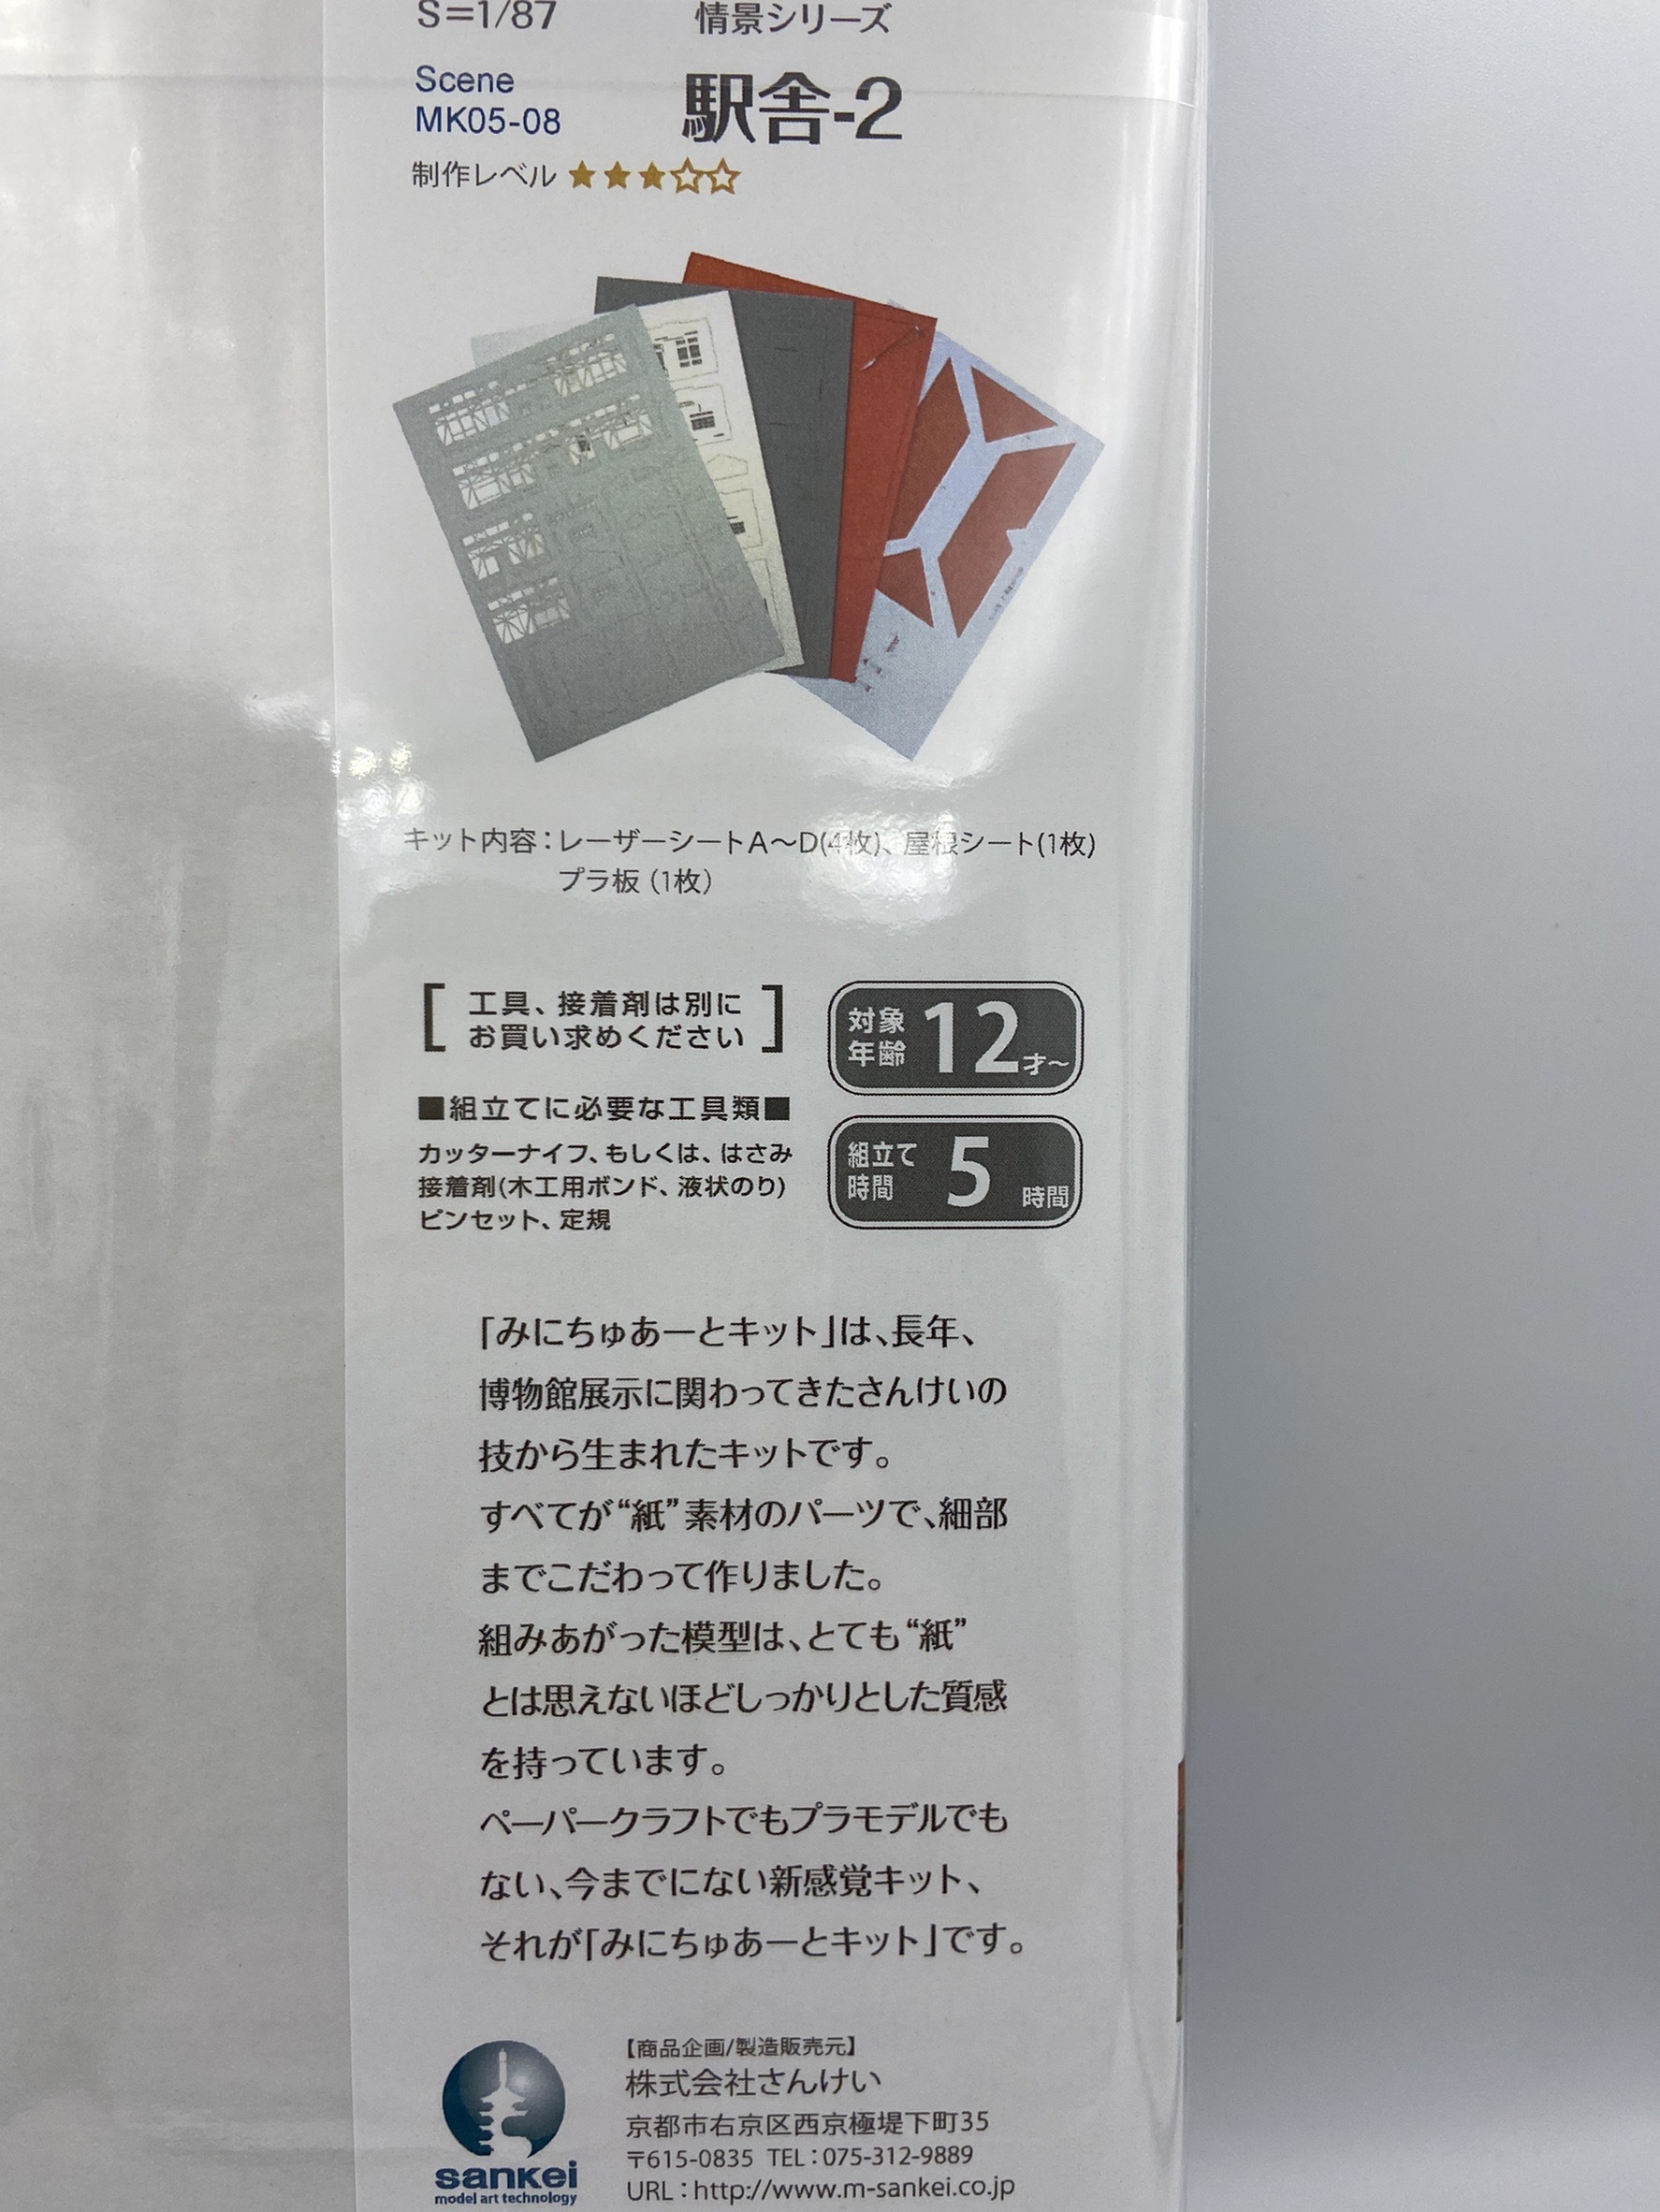 S=1/87 情景シリーズ
Scene
MK05-08
駅舎-2
制作レベル ★★★☆☆
キット内容：レーザーシートA～D(4枚)、屋根シート(1枚)
プラ板（1枚）
[ 工具、接着剤は別に
お買い求めください ]
対象
年齢 12才～
■組立てに必要な工具類■
カッターナイフ、もしくは、はさみ
接着剤(木工用ボンド、液状のり)
ピンセット、定規
組立て
時間 5 時間
「みにちゅあーとキット」は、長年、
博物館展示に関わってきたさんけいの
技から生まれたキットです。
すべてが“紙”素材のパーツで、細部
までこだわって作りました。
組みあがった模型は、とても“紙”
とは思えないほどしっかりとした質感
を持っています。
ペーパークラフトでもプラモデルでも
ない、今までにない新感覚キット、
それが「みにちゅあーとキット」です。
sankei
model art technology
【商品企画/製造販売元】
株式会社さんけい
京都市右京区西京極堤下町35
〒615-0835 TEL：075-312-9889
URL：http://www.m-sankei.co.jp